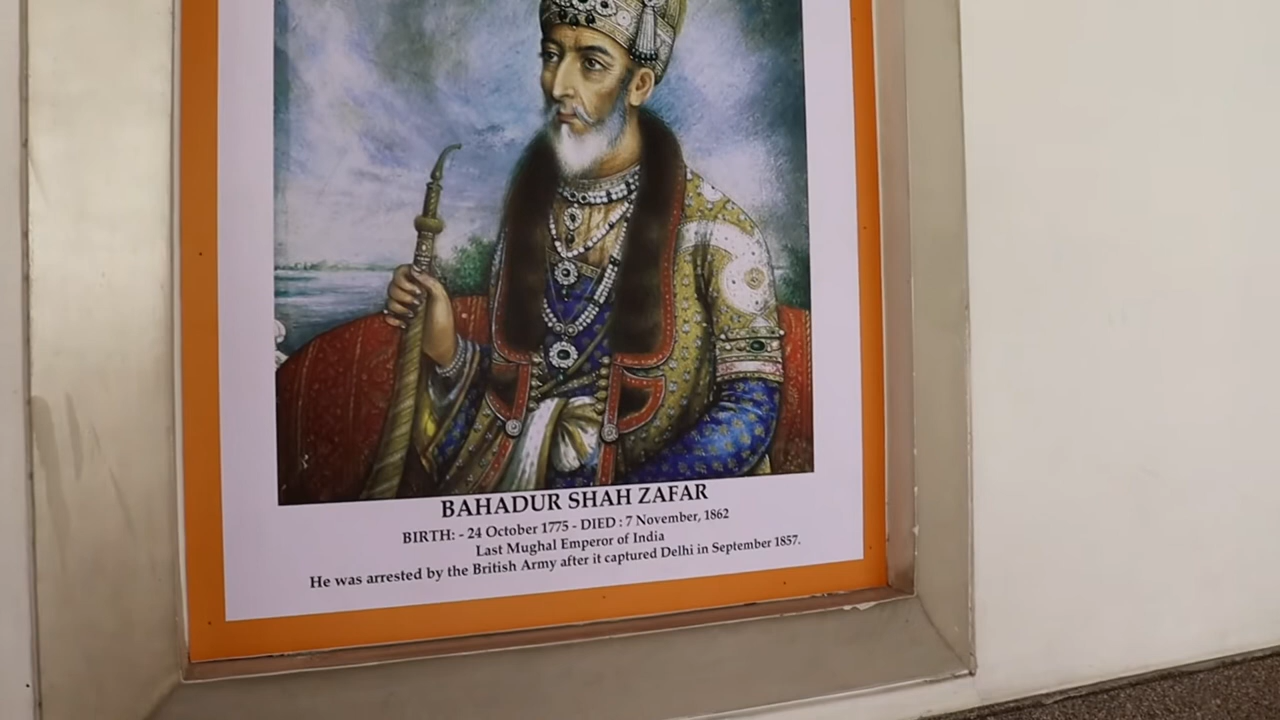 BAHADUR SHAH ZAFAR
BIRTH: - 24 October 1775 - DIED : 7 November, 1862
Last Mughal Emperor of India
He was arrested by the British Army after it captured Delhi in September 1857.